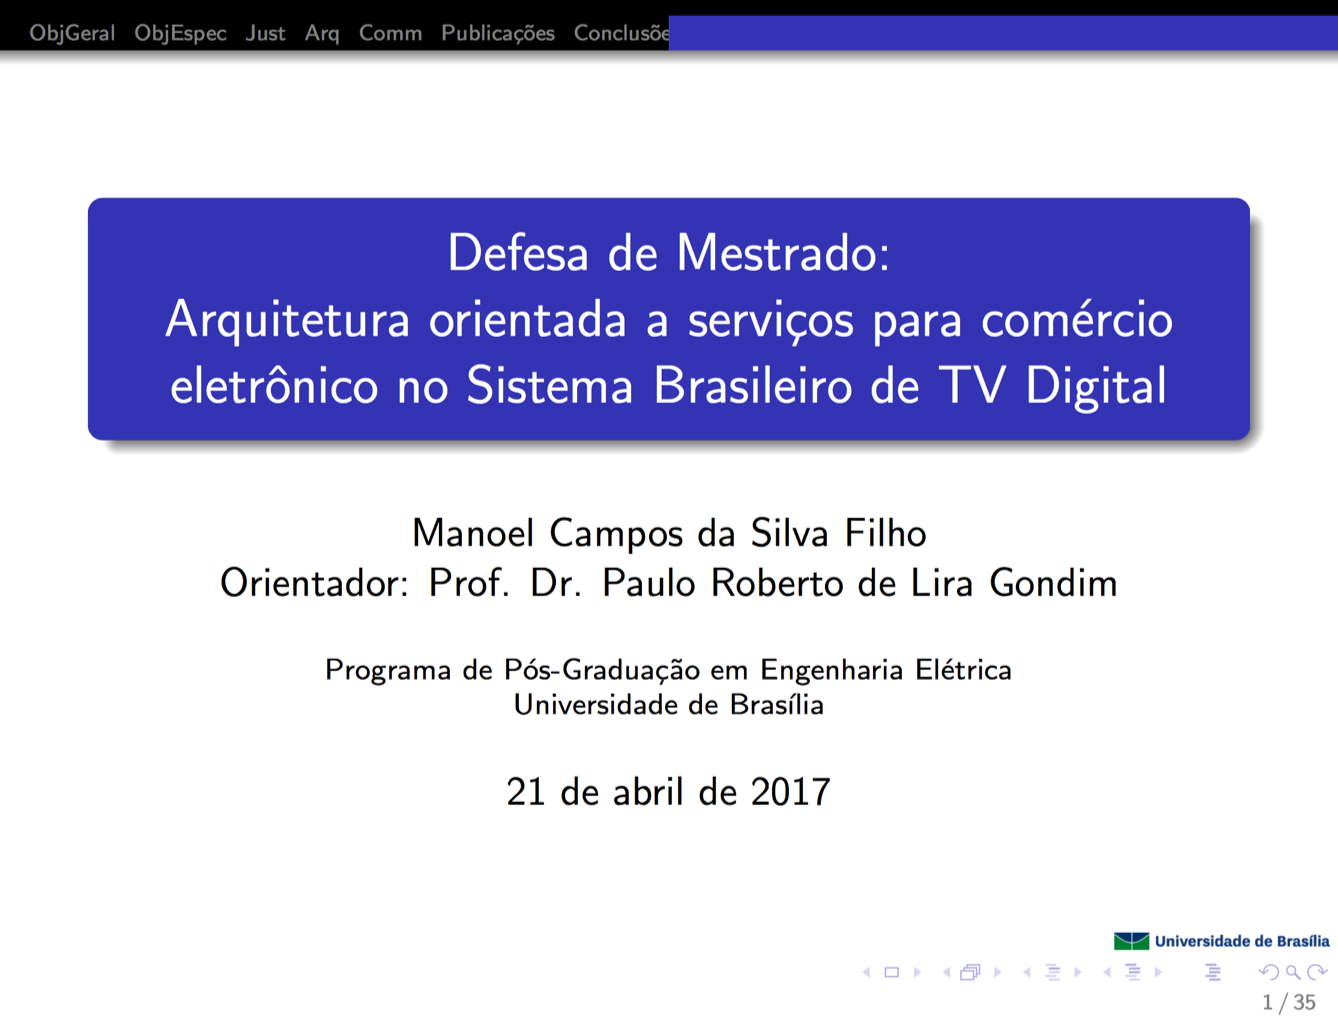 ObjGeral ObjEspec Just Arq Comm Publicações Conclusõe
Defesa de Mestrado:
Arquitetura orientada a serviços para comércio
eletrônico no Sistema Brasileiro de TV Digital
Manoel Campos da Silva Filho
Orientador: Prof. Dr. Paulo Roberto de Lira Gondim
Programa de Pós-Graduação em Engenharia Elétrica
Universidade de Brasília
21 de abril de 2017
Universidade de Brasília
1 / 35